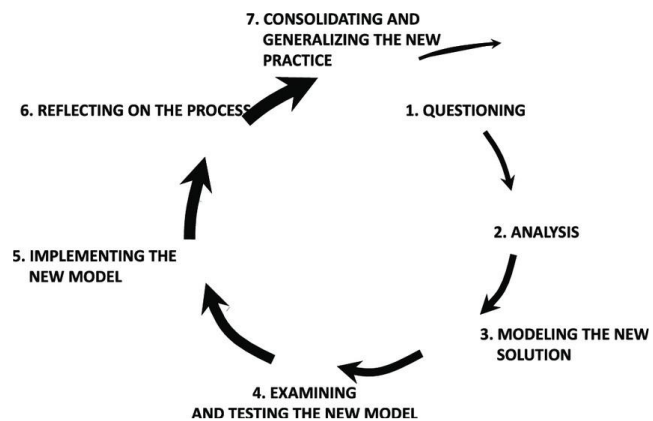 7. CONSOLIDATING AND
GENERALIZING THE NEW
PRACTICE
1. QUESTIONING
2. ANALYSIS
3. MODELING THE NEW
SOLUTION
4. EXAMINING
AND TESTING THE NEW MODEL
5. IMPLEMENTING THE
NEW MODEL
6. REFLECTING ON THE PROCESS